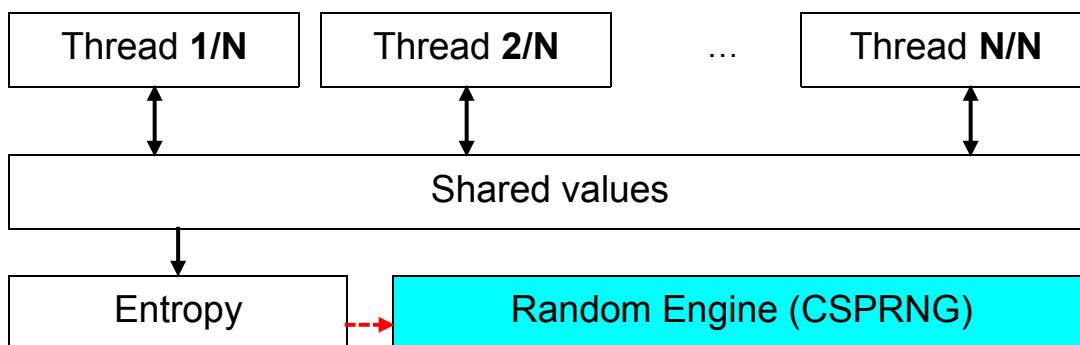 Thread 1/N
Thread 2/N
…
Thread N/N
Shared values
Entropy
Random Engine (CSPRNG)